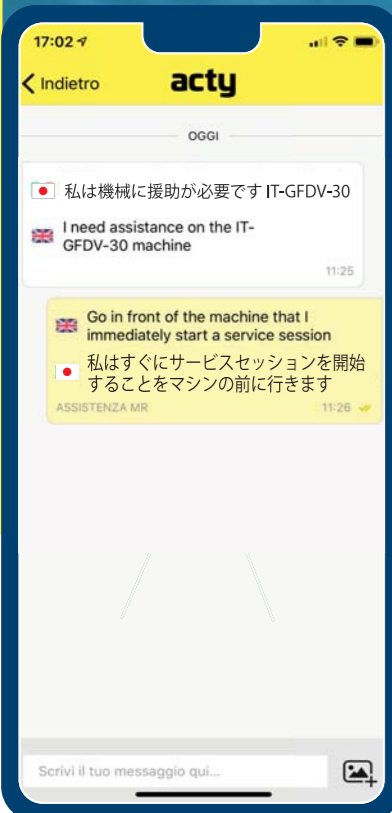 17:02
Indietro
acty
OGGI
私は機械に援助が必要です IT-GFDV-30
I need assistance on the IT-
GFDV-30 machine
11:25
Go in front of the machine that I
immediately start a service session
私はすぐにサービスセッションを開始
することをマシンの前に行きます
ASSISTENZA MR
11:26
Scrivi il tuo messaggio qui...